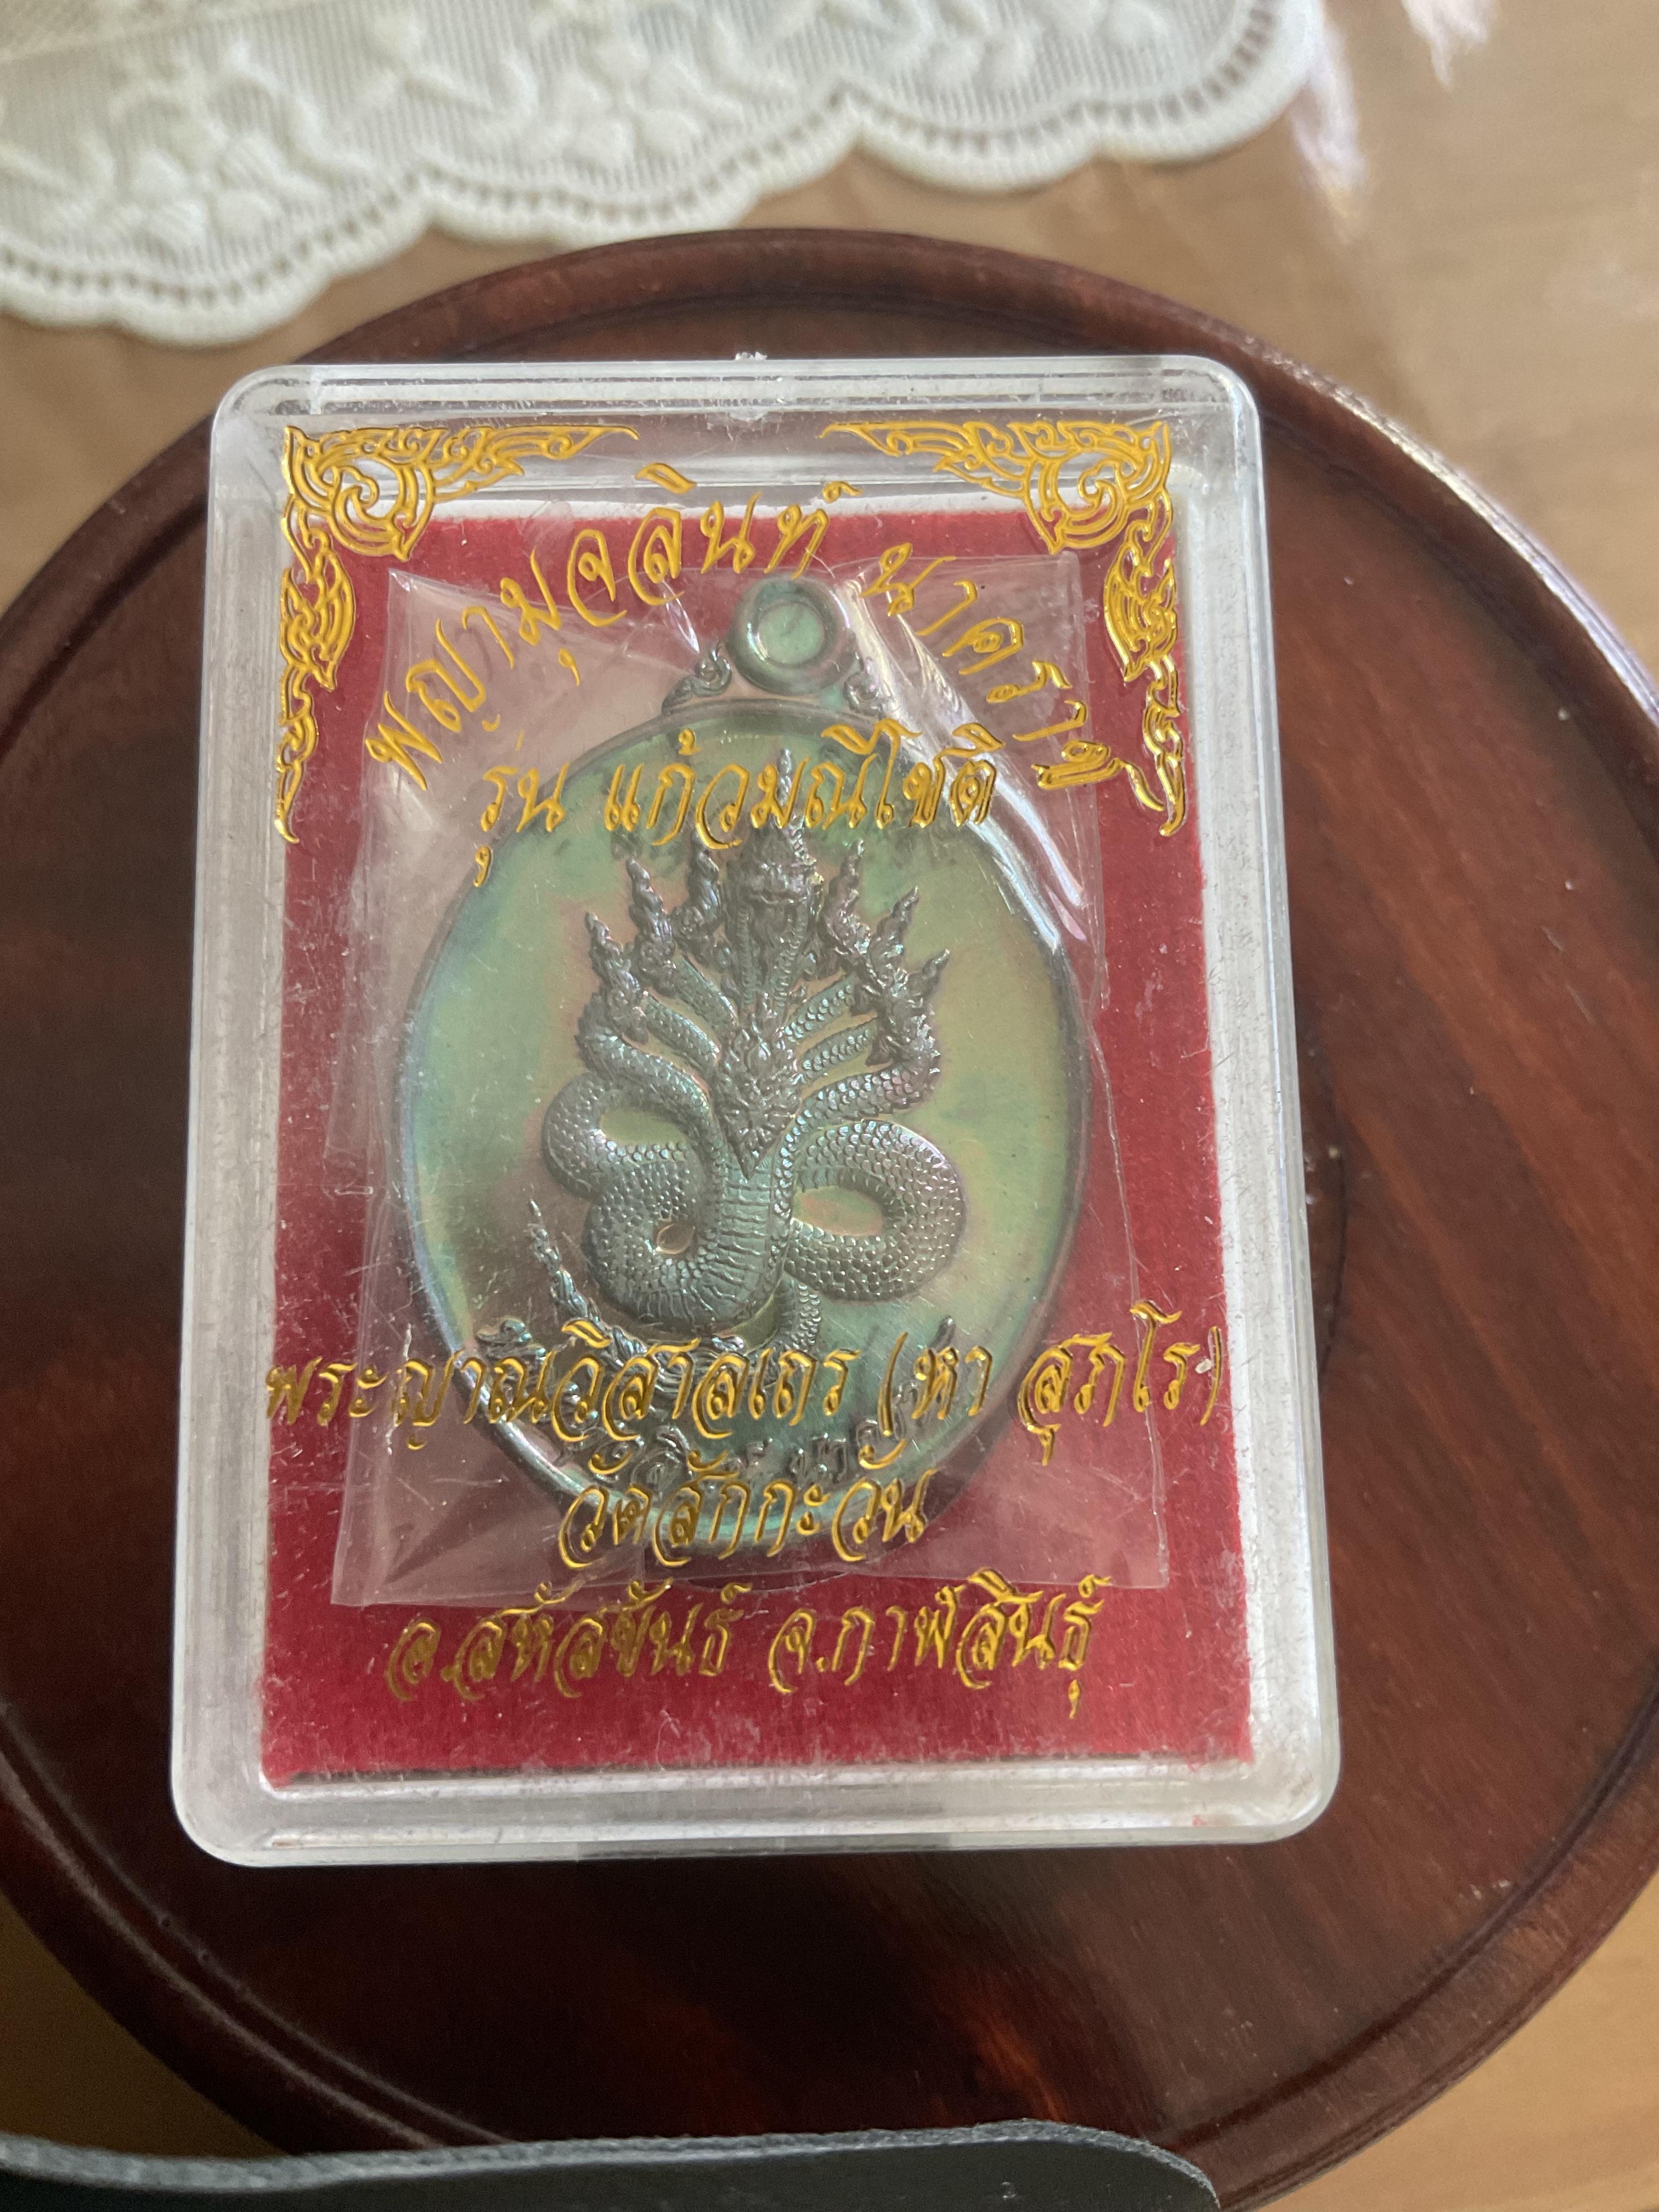 พญามุจลินท์ นาคราช
รุ่น แก้วมณีโชติ
พระญาณวิสาลเถร (หา สุภโร)
วัดสักกะวัน
อ.สหัสขันธ์ จ.กาฬสินธุ์